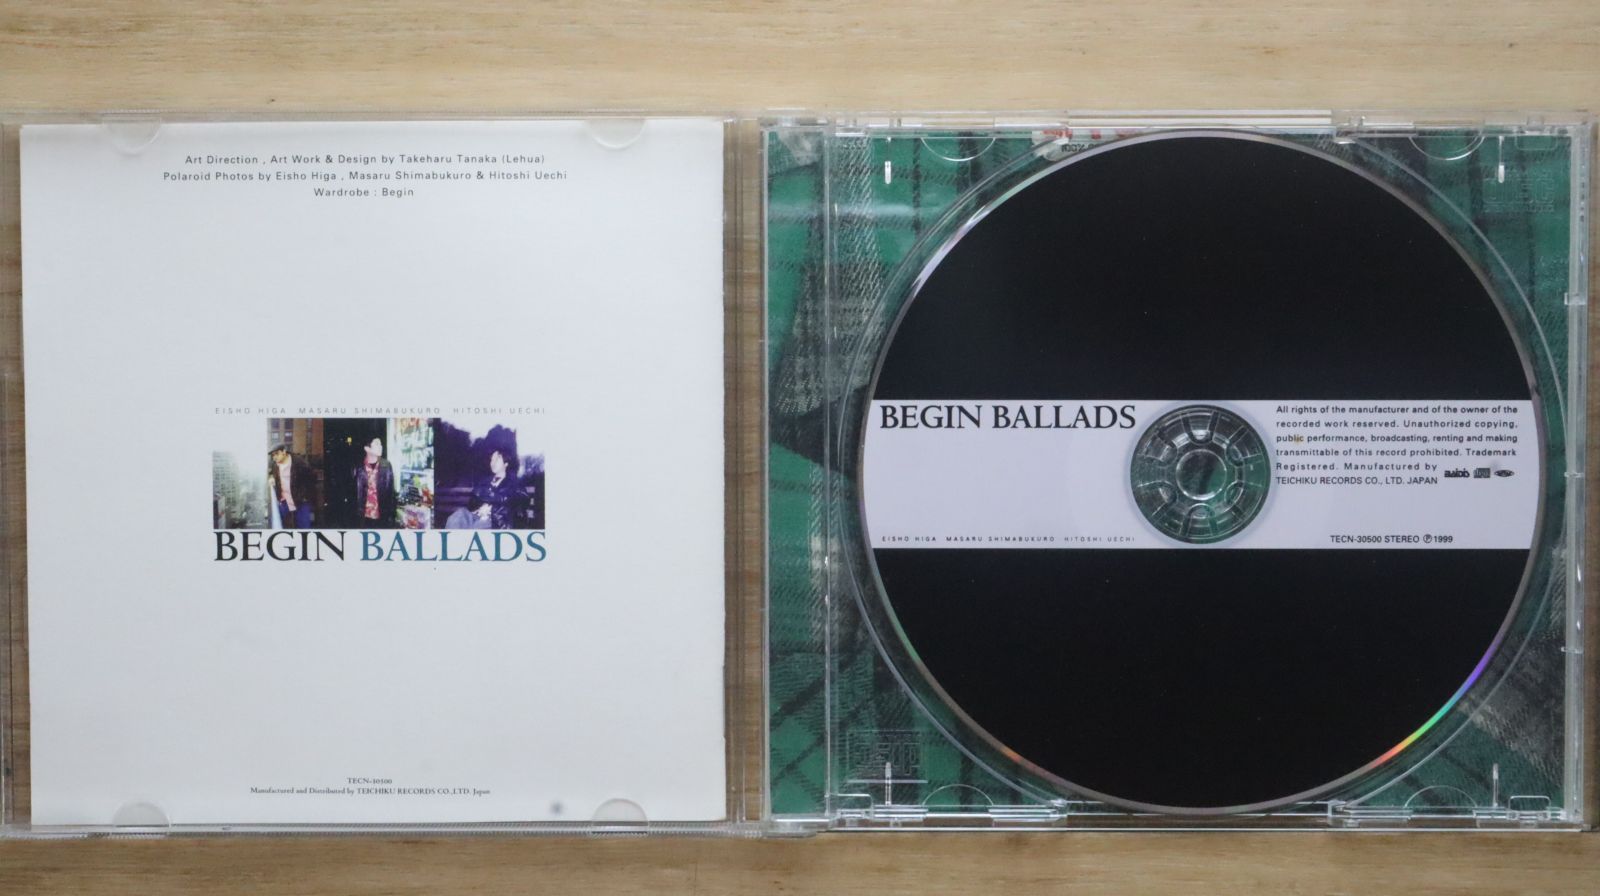 Art Direction , Art Work & Design by Takeharu Tanaka (Lehua)
Polaroid Photos by Eisho Higa , Masaru Shimabukuro & Hitoshi Uechi
Wardrobe : Begin
EISHO HIGA MASARU SHIMABUKURO HITOSHI UECHI
BEGIN BALLADS
TECN-30500
Manufactured and Distributed by TEICHIKU RECORDS CO.,LTD. Japan
BEGIN BALLADS
All rights of the manufacturer and of the owner of the
recorded work reserved. Unauthorized copying,
public performance, broadcasting, renting and making
transmittable of this record prohibited. Trademark
Registered. Manufactured by
TEICHIKU RECORDS CO., LTD. JAPAN
EISHO HIGA MASARU SHIMABUKURO HITOSHI UECHI
TECN-30500 STEREO Ⓟ1999